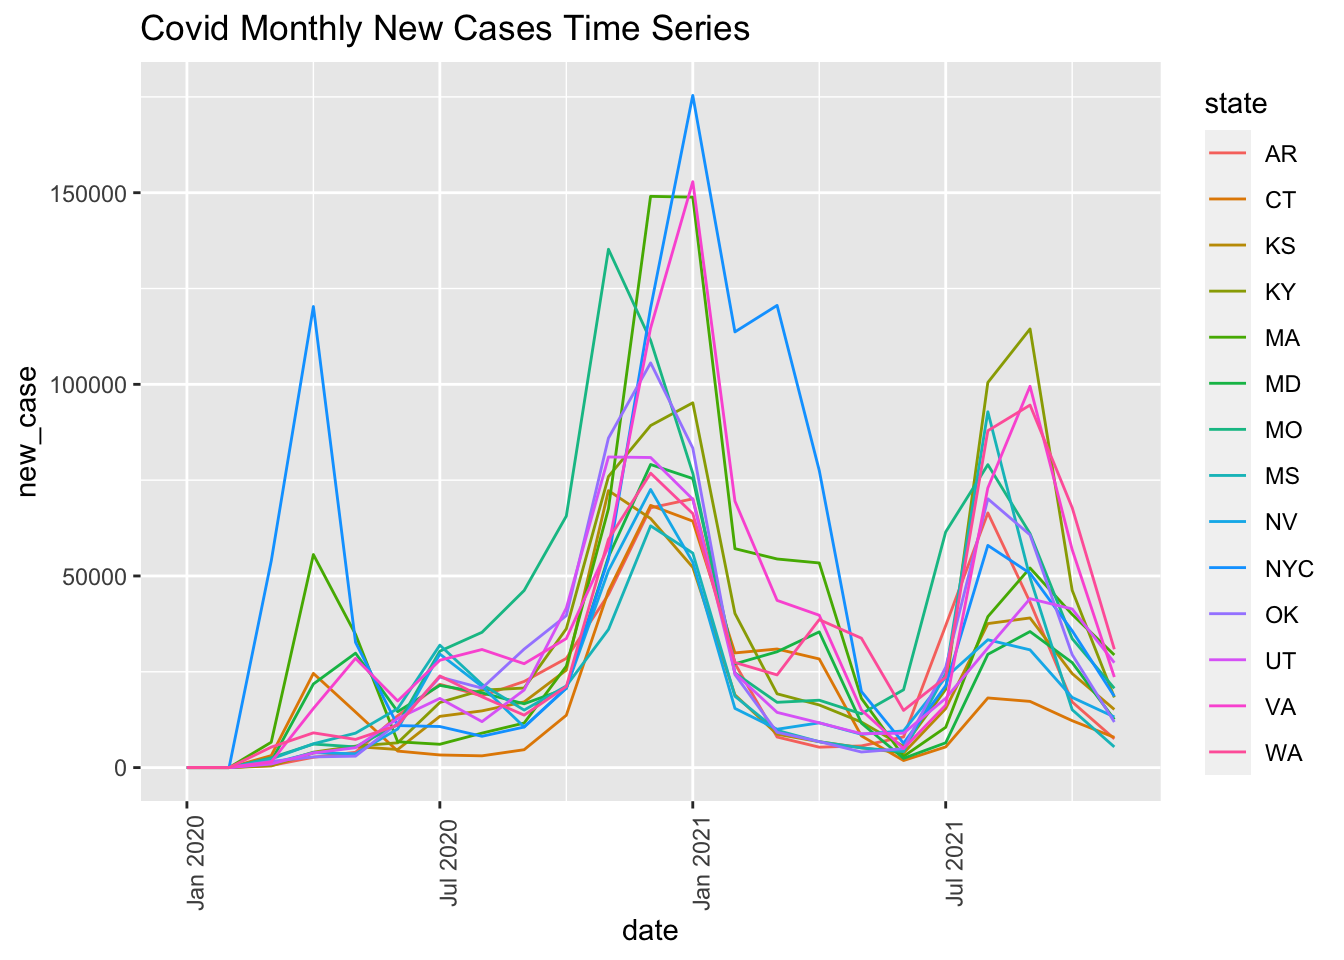 Covid Monthly New Cases Time Series
new_case
150000
100000
50000
0
Jan 2020
Jul 2020
Jan 2021
Jul 2021
date
state
AR
CT
KS
KY
MA
MD
MO
MS
NV
NYC
OK
UT
VA
WA